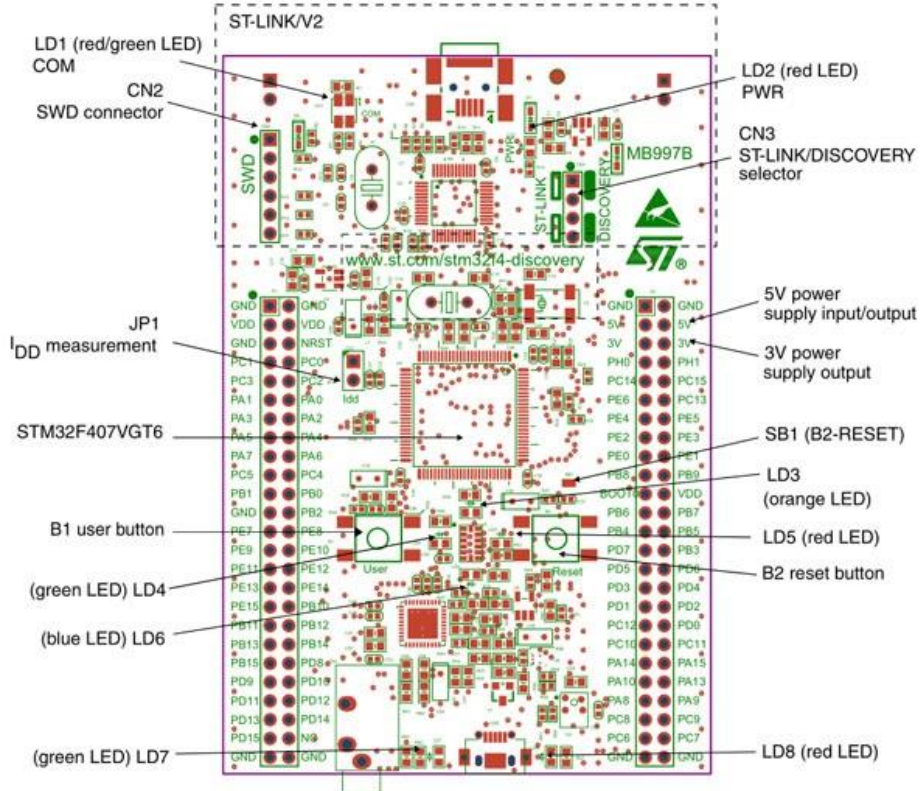 ST-LINK/V2
LD1 (red/green LED)
COM
CN2
SWD connector
LD2 (red LED)
PWR
CN3
ST-LINK/DISCOVERY
selector
COM
PWR
MB997B
SWD
ST-LINK
DISCOVERY
www.st.com/stm32f4-discovery
JP1
IDD measurement
Idd
STM32F407VGT6
B1 user button
User
(green LED) LD4
(blue LED) LD6
(green LED) LD7
5V power
supply input/output
3V power
supply output
SB1 (B2-RESET)
LD3
(orange LED)
LD5 (red LED)
B2 reset button
Reset
LD8 (red LED)
GND GND
VDD VDD
GND NRST
PC1 PC0
PC3 PC2
PA1 PA0
PA3 PA2
PA5 PA4
PA7 PA6
PC5 PC4
PB1 PB0
GND PB2
PE7 PE8
PE9 PE10
PE11 PE12
PE13 PE14
PE15 PB10
PB11 PB12
PB13 PB14
PB15 PD8
PD9 PD10
PD11 PD12
PD13 PD14
PD15 NC
GND GND
GND GND
5V 5V
3V 3V
PH0 PH1
PC14 PC15
PE6 PC13
PE4 PE5
PE2 PE3
PE0 PE1
PB8 PB9
BOOT0 VDD
PB6 PB7
PB4 PB5
PD7 PB3
PD5 PD6
PD3 PD4
PD1 PD2
PC12 PD0
PC10 PC11
PA14 PA15
PA10 PA13
PA8 PA9
PC8 PC9
PC6 PC7
GND GND